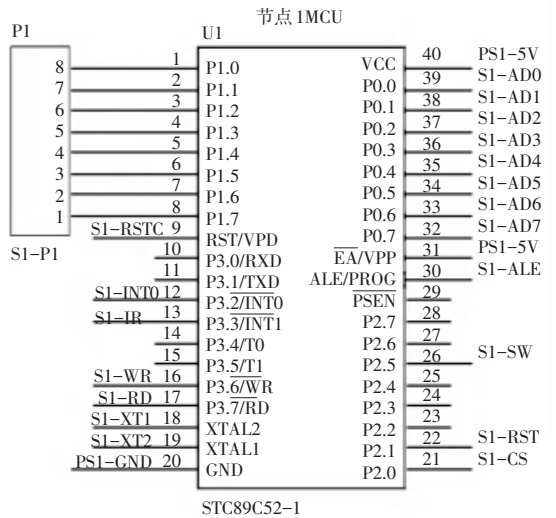 节点1MCU
P1
U1
8 1 P1.0 VCC 40 PS1-5V
7 2 P1.1 P0.0 39 S1-AD0
6 3 P1.2 P0.1 38 S1-AD1
5 4 P1.3 P0.2 37 S1-AD2
4 5 P1.4 P0.3 36 S1-AD3
3 6 P1.5 P0.4 35 S1-AD4
2 7 P1.6 P0.5 34 S1-AD5
1 8 P1.7 P0.6 33 S1-AD6
S1-RSTC 9 RST/VPD P0.7 32 S1-AD7
10 P3.0/RXD EA/VPP 31 PS1-5V
11 P3.1/TXD ALE/PROG 30 S1-ALE
S1-INT0 12 P3.2/INT0 PSEN 29
S1-IR 13 P3.3/INT1 P2.7 28
14 P3.4/T0 P2.6 27
15 P3.5/T1 P2.5 26 S1-SW
S1-WR 16 P3.6/WR P2.4 25
S1-RD 17 P3.7/RD P2.3 24
S1-XT1 18 XTAL2 P2.2 23
S1-XT2 19 XTAL1 P2.1 22 S1-RST
PS1-GND 20 GND P2.0 21 S1-CS
S1-P1
STC89C52-1